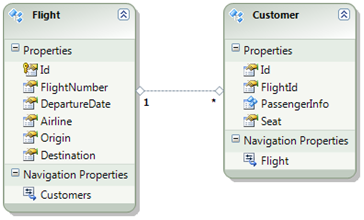 Flight
Properties
Id
FlightNumber
DepartureDate
Airline
Origin
Destination
Navigation Properties
Customers
1
*
Customer
Properties
Id
FlightId
PassengerInfo
Seat
Navigation Properties
Flight